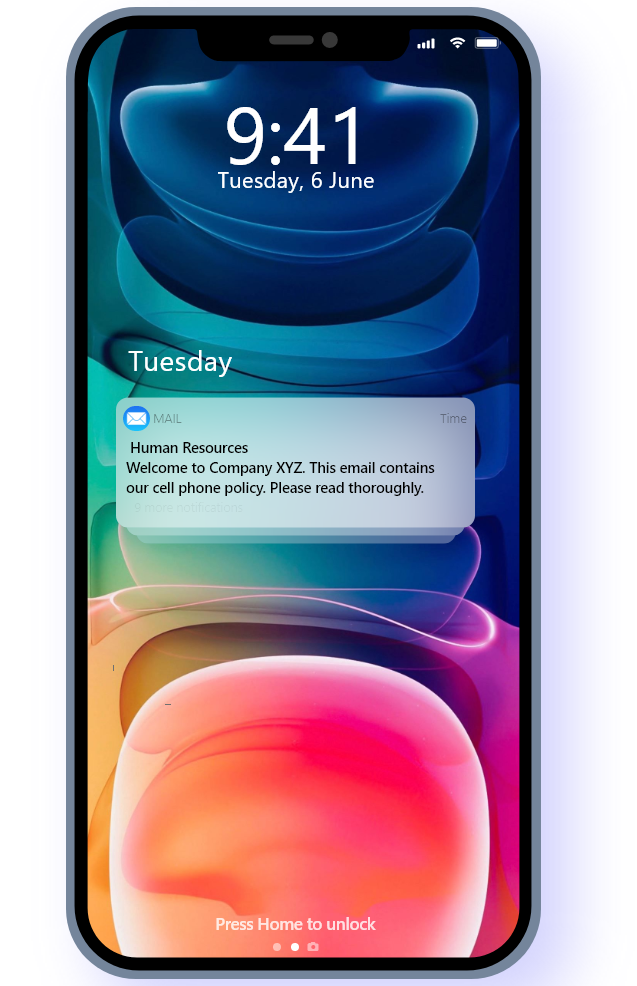 9:41
Tuesday, 6 June
Tuesday
MAIL
Time
Human Resources
Welcome to Company XYZ. This email contains
our cell phone policy. Please read thoroughly.
9 more notifications
Press Home to unlock